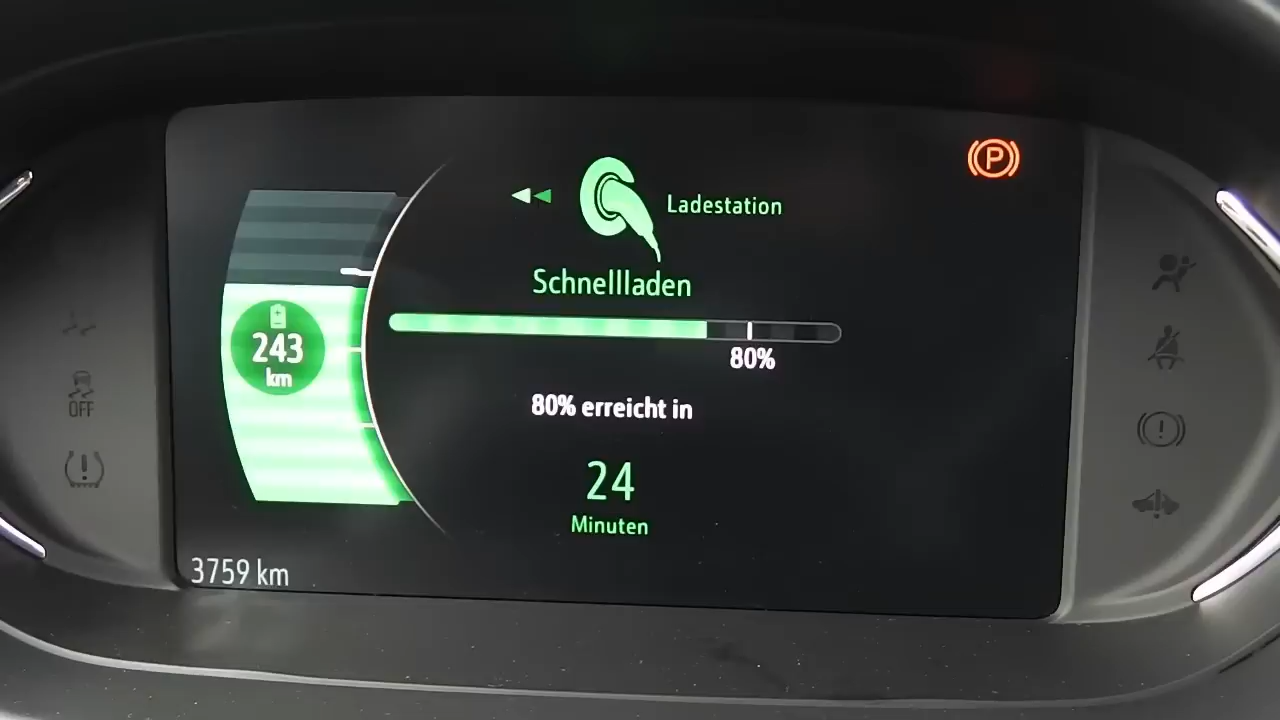 P
Ladestation
Schnellladen
243
km
80%
80% erreicht in
OFF
24
Minuten
3759 km